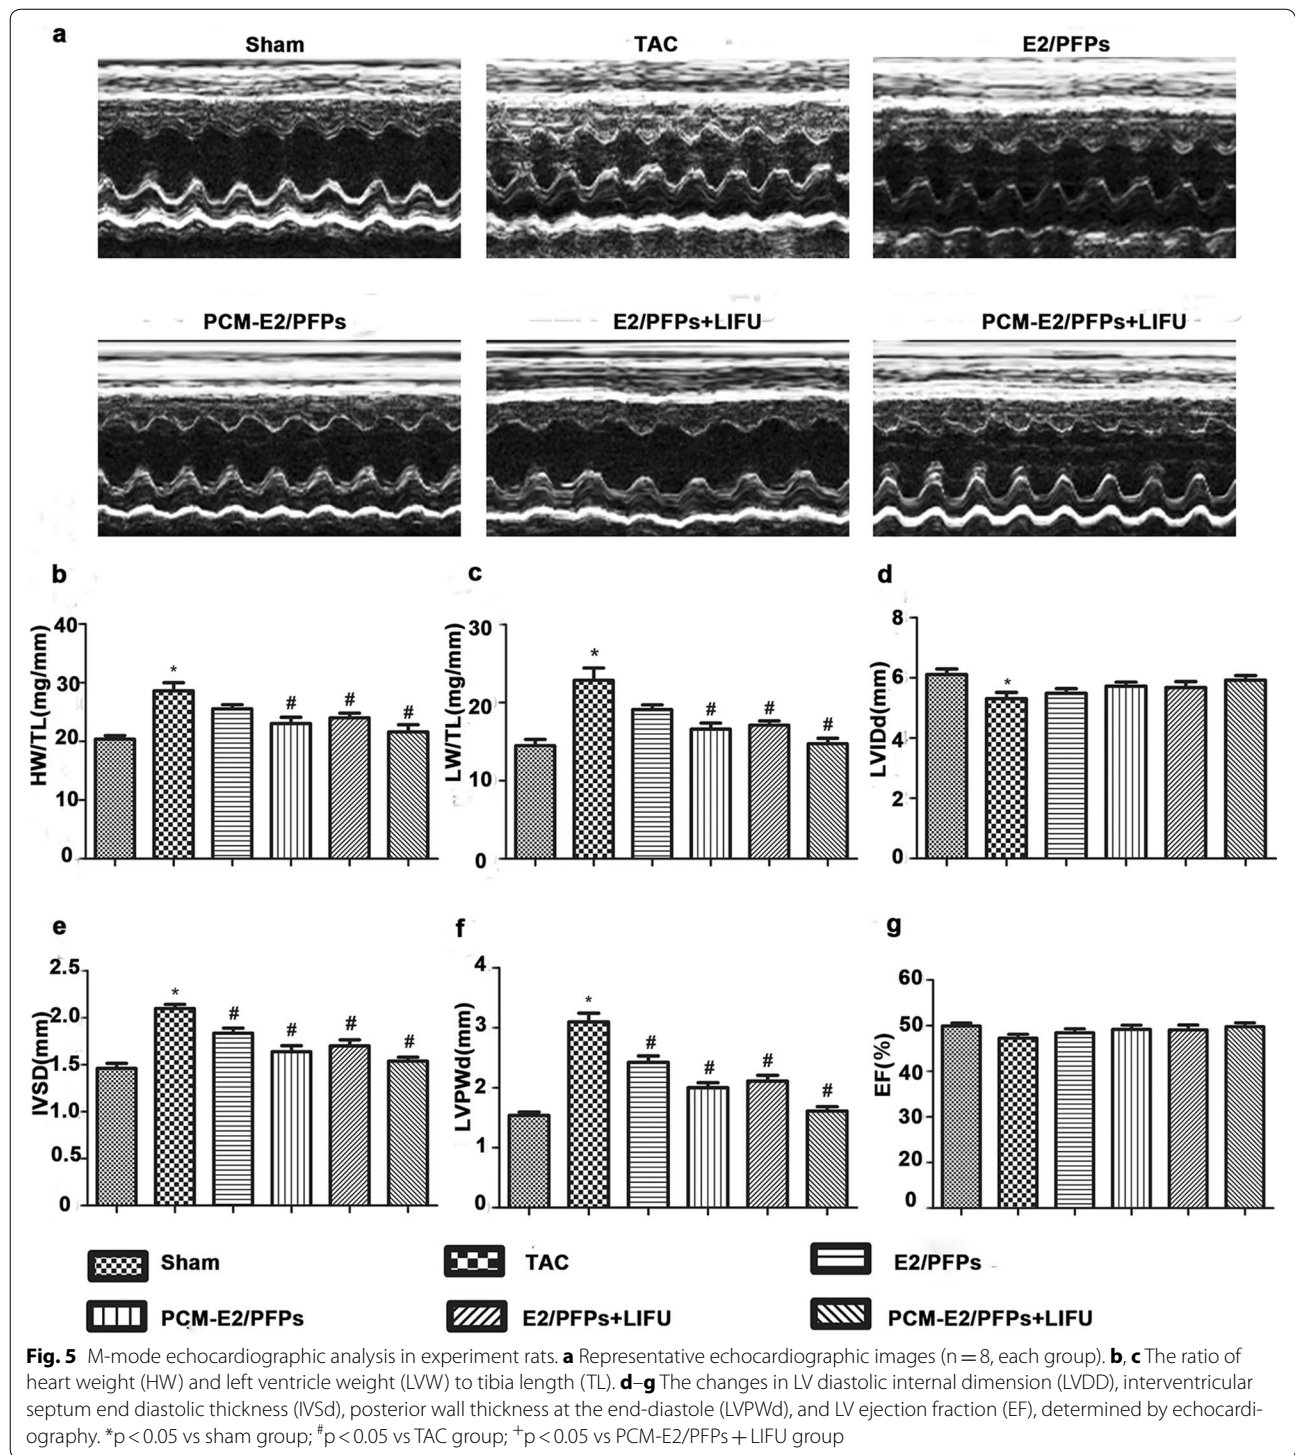 a
Sham
TAC
E2/PFPs
PCM-E2/PFPs
E2/PFPs+LIFU
PCM-E2/PFPs+LIFU
b
HW/TL(mg/mm)
40
30
20
10
0
*
#
#
#
c
LW/TL(mg/mm)
30
20
10
0
*
#
#
#
d
LVIDd(mm)
8
6
4
2
0
*
e
IVSD(mm)
2.5
2.0
1.5
1.0
0.5
0
*
#
#
#
#
f
LVPWd(mm)
4
3
2
1
0
*
#
#
#
#
g
EF(%)
60
50
40
30
20
0
Sham
TAC
E2/PFPs
PCM-E2/PFPs
E2/PFPs+LIFU
PCM-E2/PFPs+LIFU
Fig. 5 M-mode echocardiographic analysis in experiment rats. a Representative echocardiographic images (n = 8, each group). b, c The ratio of
heart weight (HW) and left ventricle weight (LVW) to tibia length (TL). d–g The changes in LV diastolic internal dimension (LVDD), interventricular
septum end diastolic thickness (IVSd), posterior wall thickness at the end-diastole (LVPWd), and LV ejection fraction (EF), determined by echocardi-
ography. *p < 0.05 vs sham group; #p < 0.05 vs TAC group; +p < 0.05 vs PCM-E2/PFPs + LIFU group